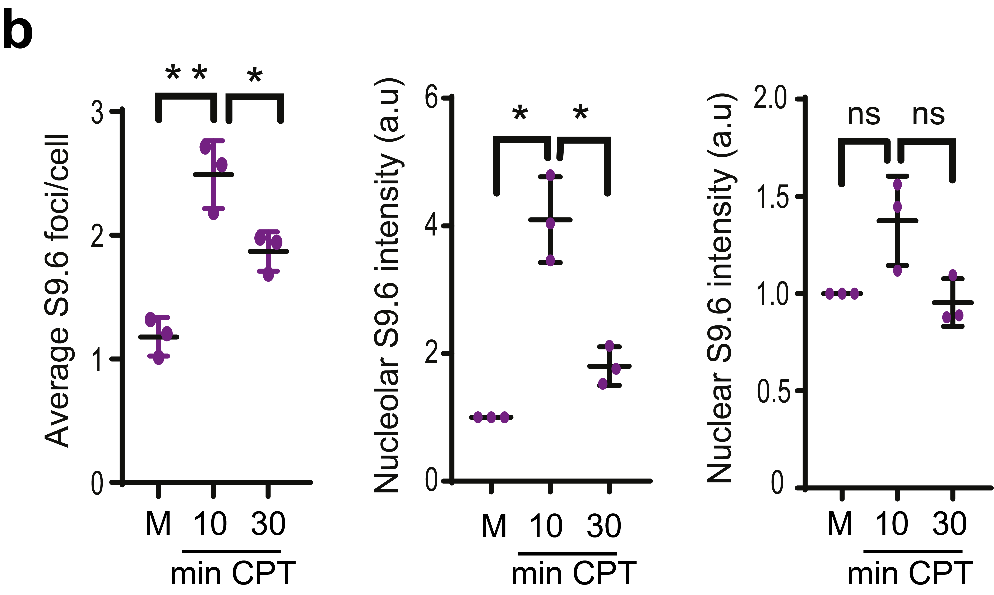 b
* * *
Average S9.6 foci/cell
3
2
1
0
M 10 30
min CPT
* *
Nucleolar S9.6 intensity (a.u)
6
4
2
0
M 10 30
min CPT
ns ns
Nuclear S9.6 intensity (a.u)
2.0
1.5
1.0
0.5
0
M 10 30
min CPT